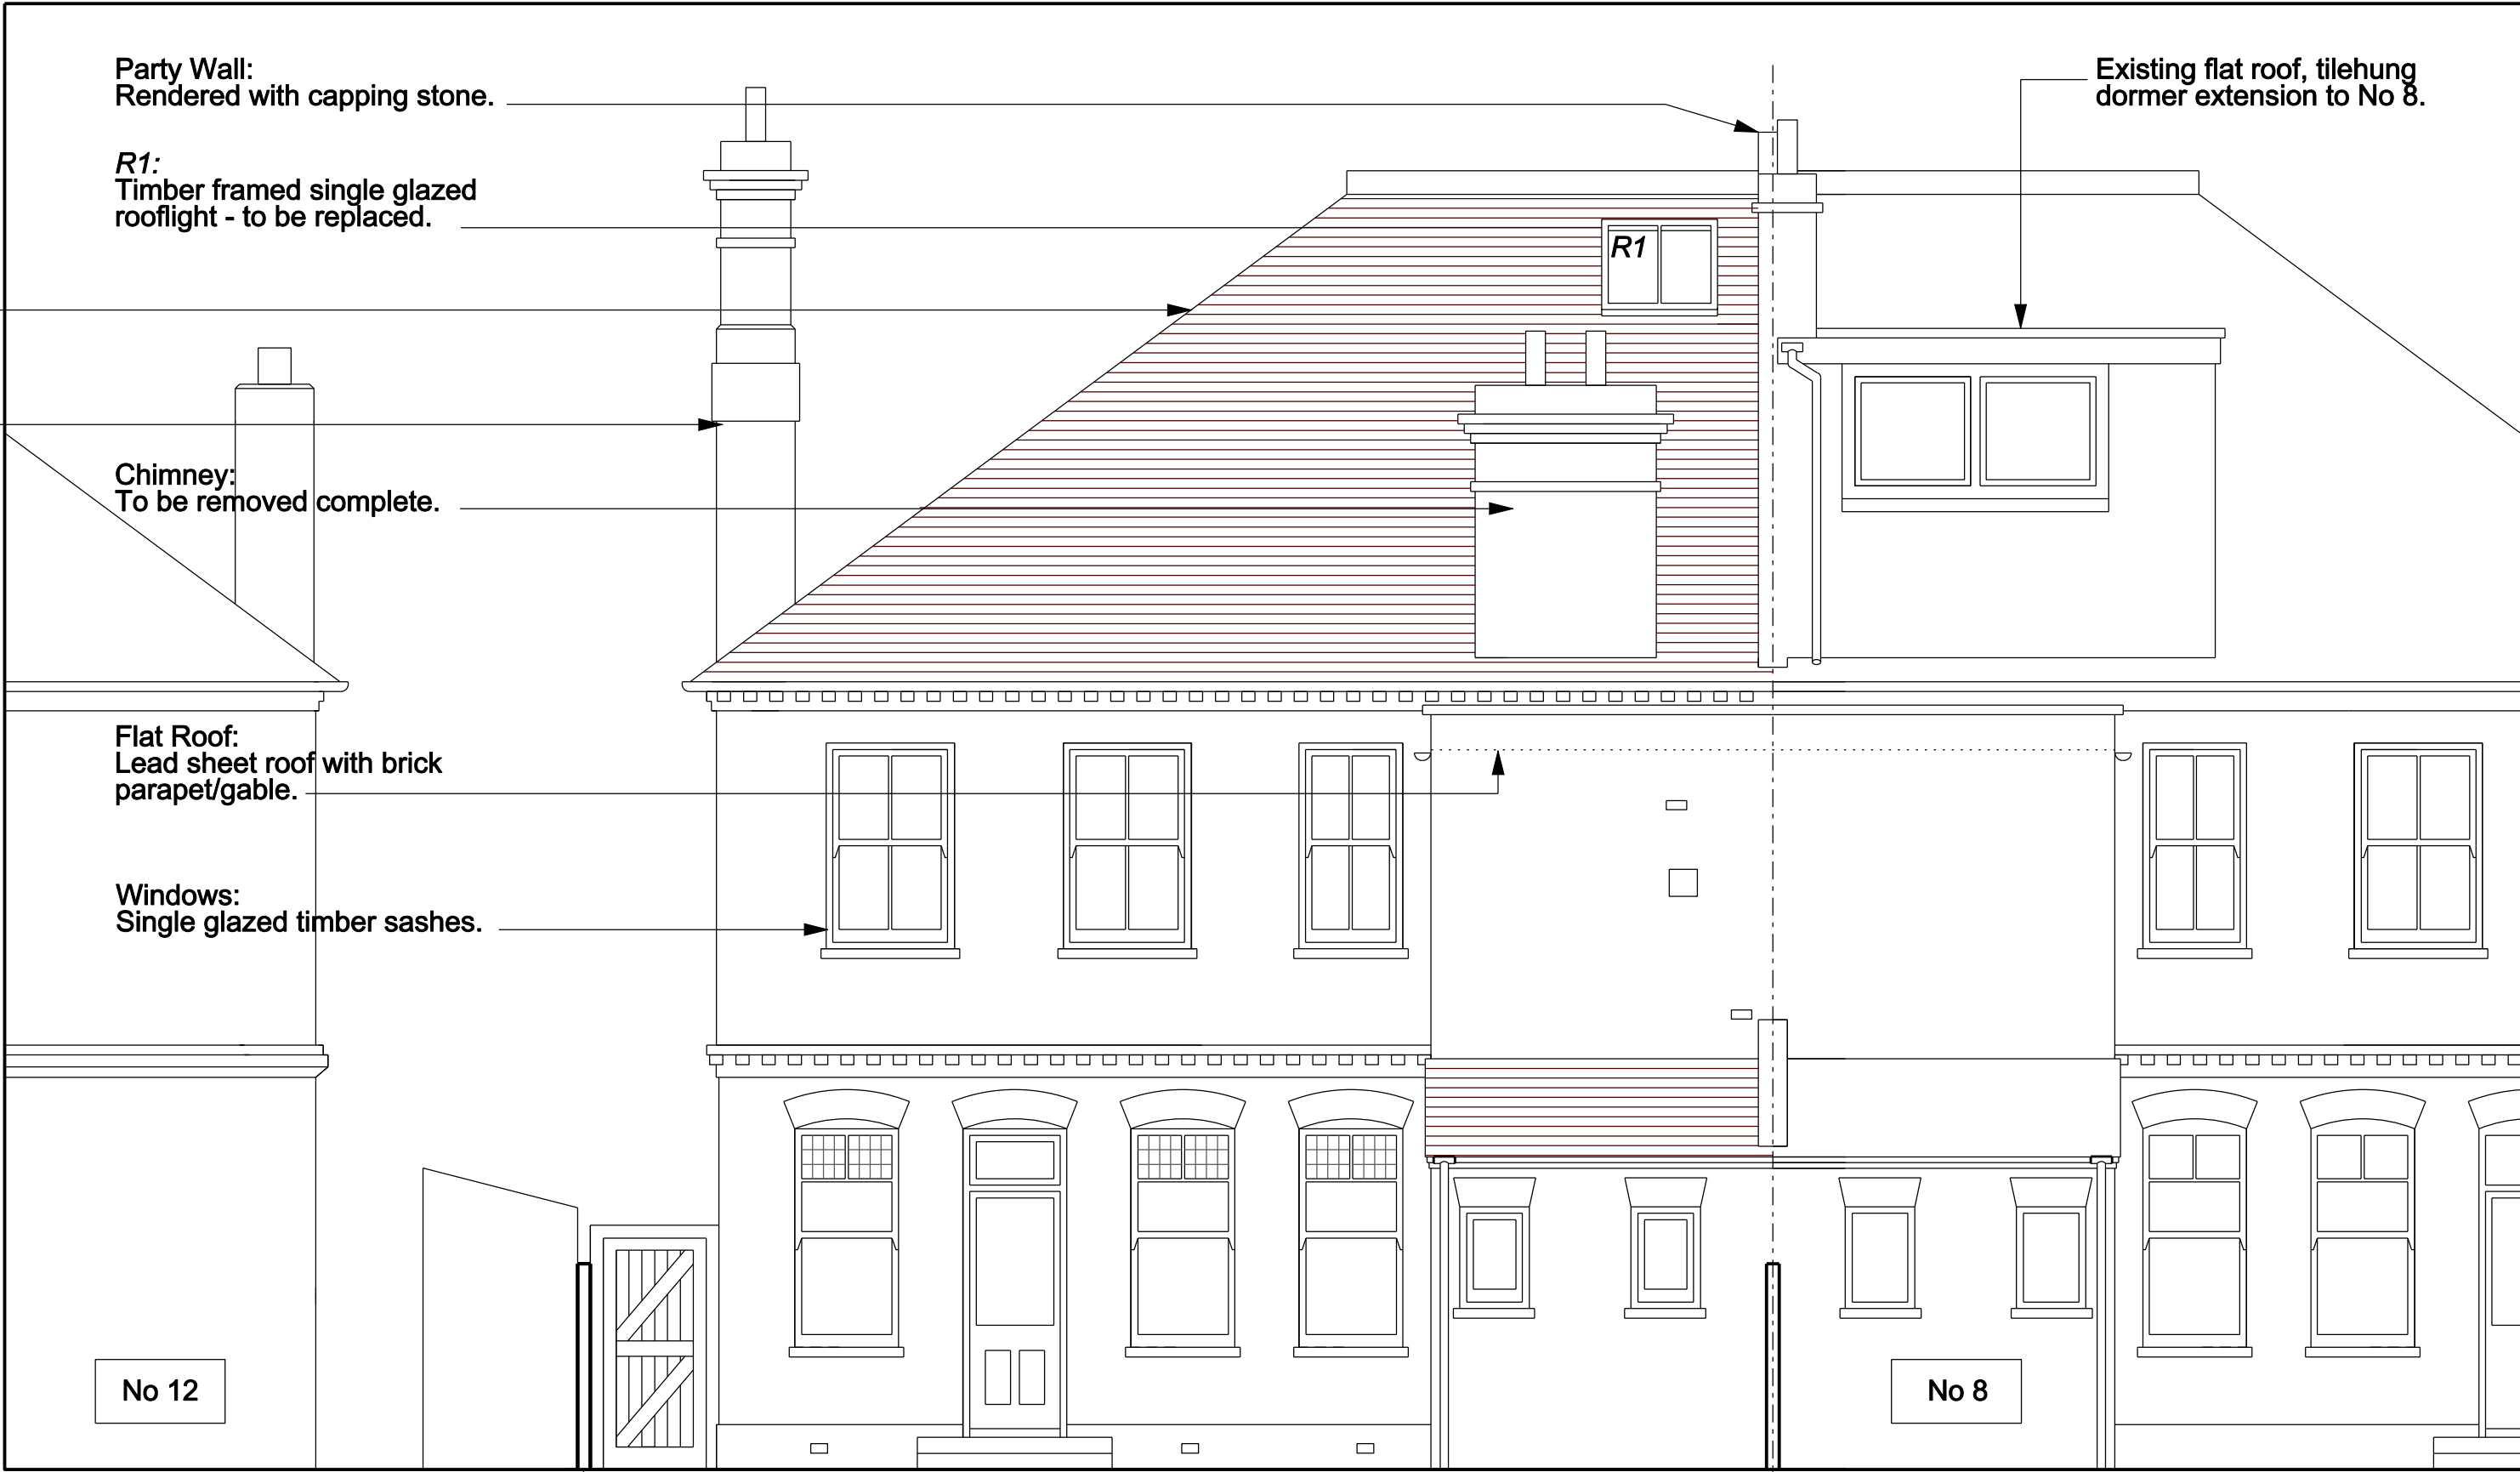 Party Wall:
Rendered with capping stone.
Existing flat roof, tilehung
dormer extension to No 8.
R1:
Timber framed single glazed
rooflight - to be replaced.
R1
Chimney:
To be removed complete.
Flat Roof:
Lead sheet roof with brick
parapet/gable.
Windows:
Single glazed timber sashes.
No 12
No 8